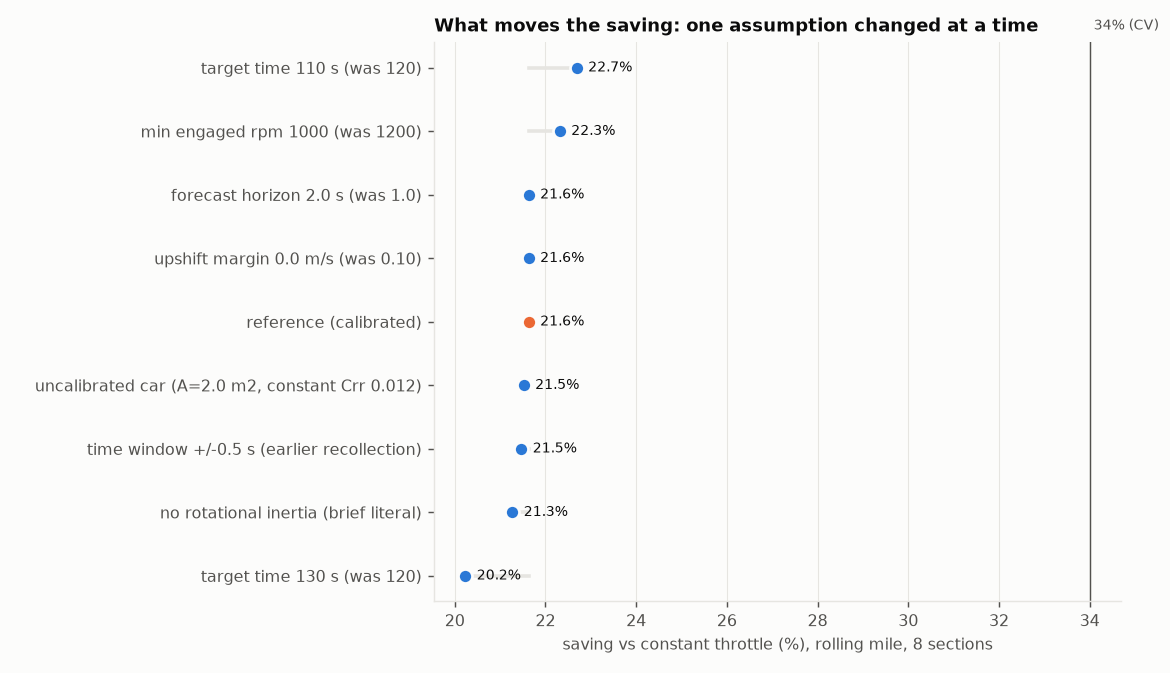 What moves the saving: one assumption changed at a time
34% (CV)
target time 110 s (was 120)
22.7%
min engaged rpm 1000 (was 1200)
22.3%
forecast horizon 2.0 s (was 1.0)
21.6%
upshift margin 0.0 m/s (was 0.10)
21.6%
reference (calibrated)
21.6%
uncalibrated car (A=2.0 m2, constant Crr 0.012)
21.5%
time window +/-0.5 s (earlier recollection)
21.5%
no rotational inertia (brief literal)
21.3%
target time 130 s (was 120)
20.2%
20 22 24 26 28 30 32 34
saving vs constant throttle (%), rolling mile, 8 sections